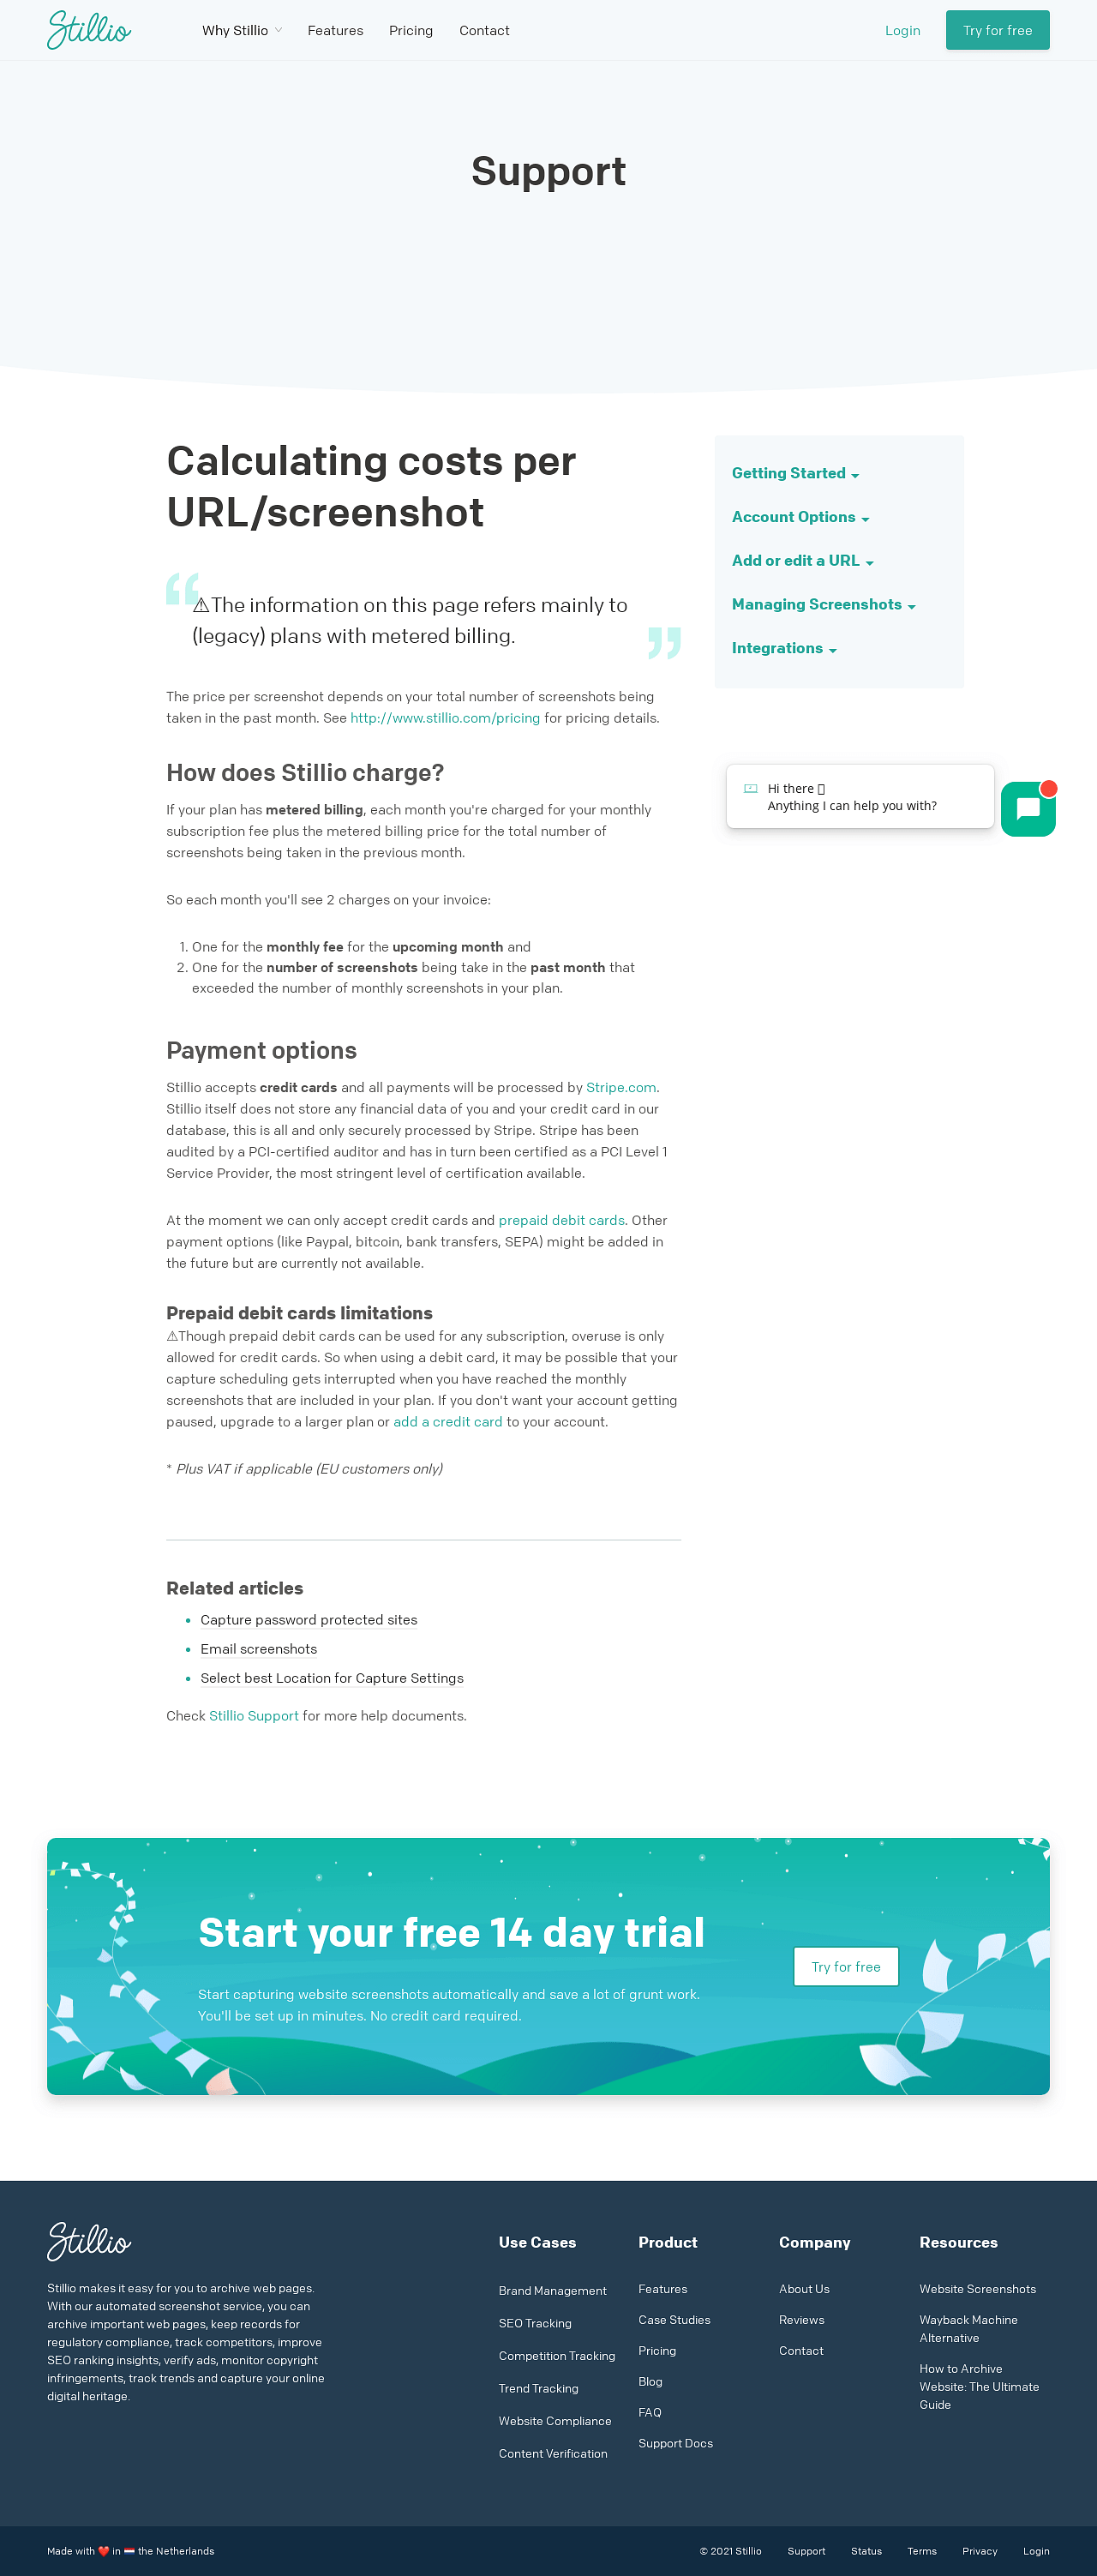 Stillio
Why Stillio
Features
Pricing
Contact
Login
Try for free
Support
Calculating costs per
URL/screenshot
⚠The information on this page refers mainly to
(legacy) plans with metered billing.
The price per screenshot depends on your total number of screenshots being
taken in the past month. See http://www.stillio.com/pricing for pricing details.
How does Stillio charge?
If your plan has metered billing, each month you're charged for your monthly
subscription fee plus the metered billing price for the total number of
screenshots being taken in the previous month.
So each month you'll see 2 charges on your invoice:
1. One for the monthly fee for the upcoming month and
2. One for the number of screenshots being take in the past month that
exceeded the number of monthly screenshots in your plan.
Payment options
Stillio accepts credit cards and all payments will be processed by Stripe.com.
Stillio itself does not store any financial data of you and your credit card in our
database, this is all and only securely processed by Stripe. Stripe has been
audited by a PCI-certified auditor and has in turn been certified as a PCI Level 1
Service Provider, the most stringent level of certification available.
At the moment we can only accept credit cards and prepaid debit cards. Other
payment options (like Paypal, bitcoin, bank transfers, SEPA) might be added in
the future but are currently not available.
Prepaid debit cards limitations
⚠Though prepaid debit cards can be used for any subscription, overuse is only
allowed for credit cards. So when using a debit card, it may be possible that your
capture scheduling gets interrupted when you have reached the monthly
screenshots that are included in your plan. If you don't want your account getting
paused, upgrade to a larger plan or add a credit card to your account.
* Plus VAT if applicable (EU customers only)
Related articles
Capture password protected sites
Email screenshots
Select best Location for Capture Settings
Check Stillio Support for more help documents.
Getting Started
Account Options
Add or edit a URL
Managing Screenshots
Integrations
Hi there
Anything I can help you with?
Start your free 14 day trial
Start capturing website screenshots automatically and save a lot of grunt work.
You'll be set up in minutes. No credit card required.
Try for free
Stillio
Stillio makes it easy for you to archive web pages.
With our automated screenshot service, you can
archive important web pages, keep records for
regulatory compliance, track competitors, improve
SEO ranking insights, verify ads, monitor copyright
infringements, track trends and capture your online
digital heritage.
Use Cases
Brand Management
SEO Tracking
Competition Tracking
Trend Tracking
Website Compliance
Content Verification
Product
Features
Case Studies
Pricing
Blog
FAQ
Support Docs
Company
About Us
Reviews
Contact
Resources
Website Screenshots
Wayback Machine
Alternative
How to Archive
Website: The Ultimate
Guide
Made with ❤️ in 🇳🇱 the Netherlands
© 2021 Stillio
Support
Status
Terms
Privacy
Login